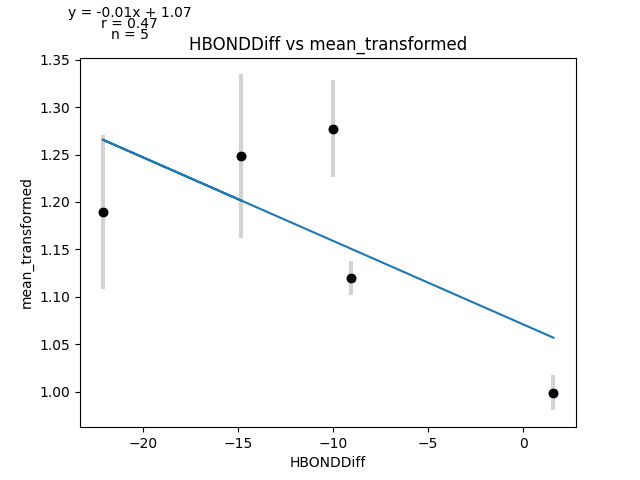 y = -0.01x + 1.07
r = 0.47
n = 5
HBONDDiff vs mean_transformed
1.35
1.30
1.25
1.20
1.15
1.10
1.05
1.00
mean_transformed
−20
−15
−10
−5
0
HBONDDiff